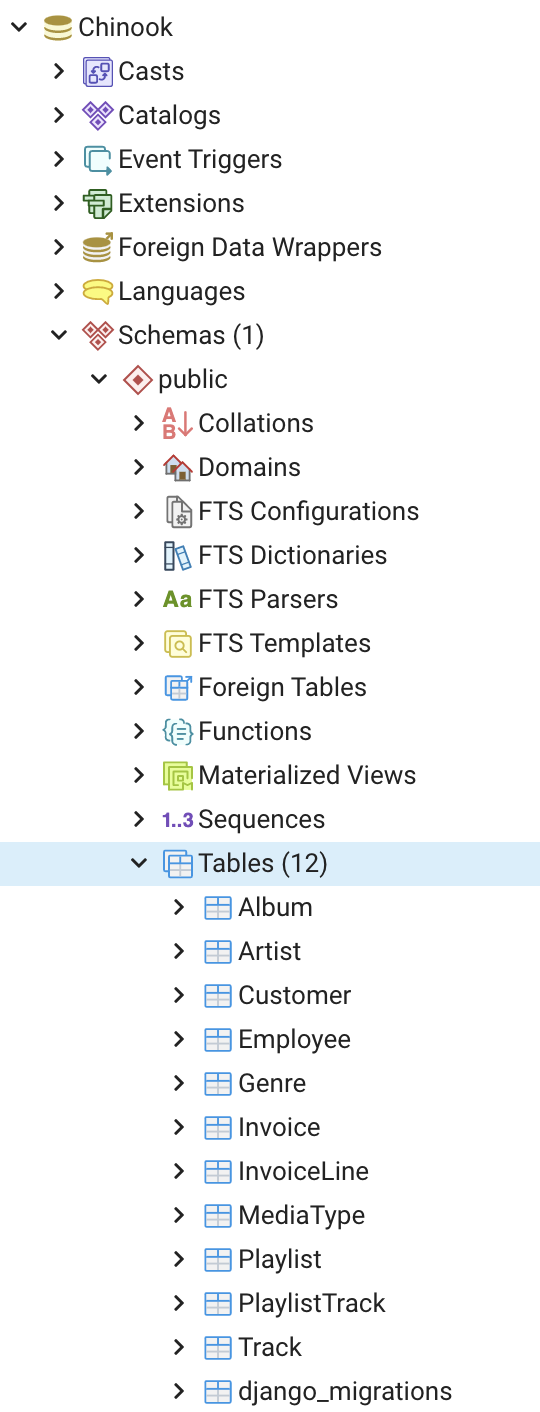 Chinook
Casts
Catalogs
Event Triggers
Extensions
Foreign Data Wrappers
Languages
Schemas (1)
public
A B Collations
Domains
FTS Configurations
FTS Dictionaries
Aa FTS Parsers
FTS Templates
Foreign Tables
Functions
Materialized Views
1..3 Sequences
Tables (12)
Album
Artist
Customer
Employee
Genre
Invoice
InvoiceLine
MediaType
Playlist
PlaylistTrack
Track
django_migrations